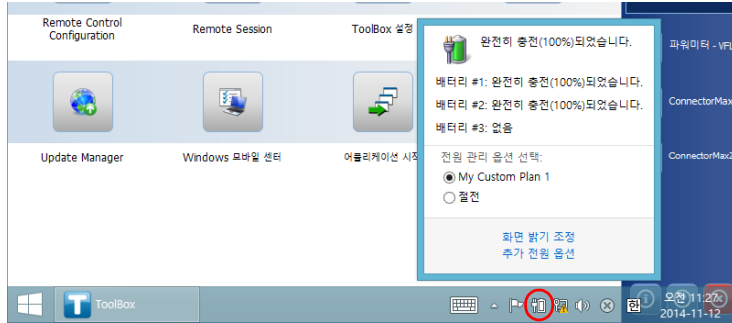 Remote Control
Configuration
Remote Session
ToolBox 설정
Update Manager
Windows 모바일 센터
어플리케이션 시작
완전히 충전(100%)되었습니다.
배터리 #1: 완전히 충전(100%)되었습니다.
배터리 #2: 완전히 충전(100%)되었습니다.
배터리 #3: 없음
전원 관리 옵션 선택:
My Custom Plan 1
절전
화면 밝기 조정
추가 전원 옵션
파워미터 - VFL
ConnectorMax
ConnectorMax2
T ToolBox
한
오전 11:27
2014-11-12